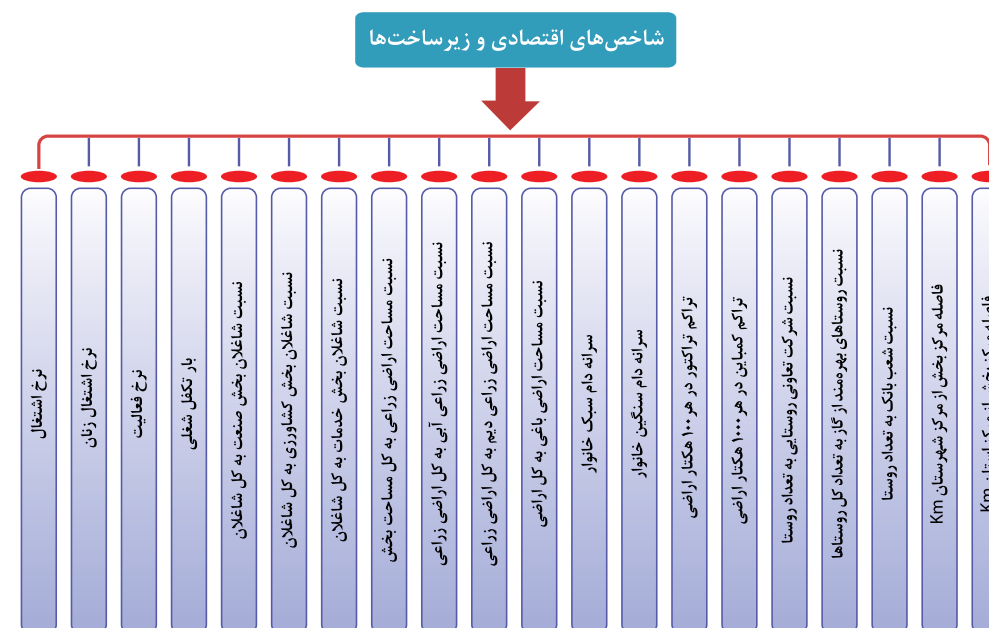 شاخص‌های اقتصادی و زیرساخت‌ها
فاصله مرکز بخش از مرکز شهرستان Km
نسبت شعب بانک به تعداد روستا
نسبت روستاهای بهره‌مند از گاز به تعداد کل روستاها
نسبت شرکت تعاونی روستایی به تعداد روستا
تراکم کمباین در هر ۱۰۰۰ هکتار اراضی
تراکم تراکتور در هر ۱۰۰ هکتار اراضی
سرانه دام سنگین خانوار
سرانه دام سبک خانوار
نسبت مساحت اراضی باغی به کل اراضی
نسبت مساحت اراضی زراعی دیم به کل اراضی زراعی
نسبت مساحت اراضی زراعی آبی به کل اراضی زراعی
نسبت مساحت اراضی زراعی به کل مساحت بخش
نسبت شاغلان بخش خدمات به کل شاغلان
نسبت شاغلان بخش کشاورزی به کل شاغلان
نسبت شاغلان بخش صنعت به کل شاغلان
بار تکفل شغلی
نرخ فعالیت
نرخ اشتغال زنان
نرخ اشتغال